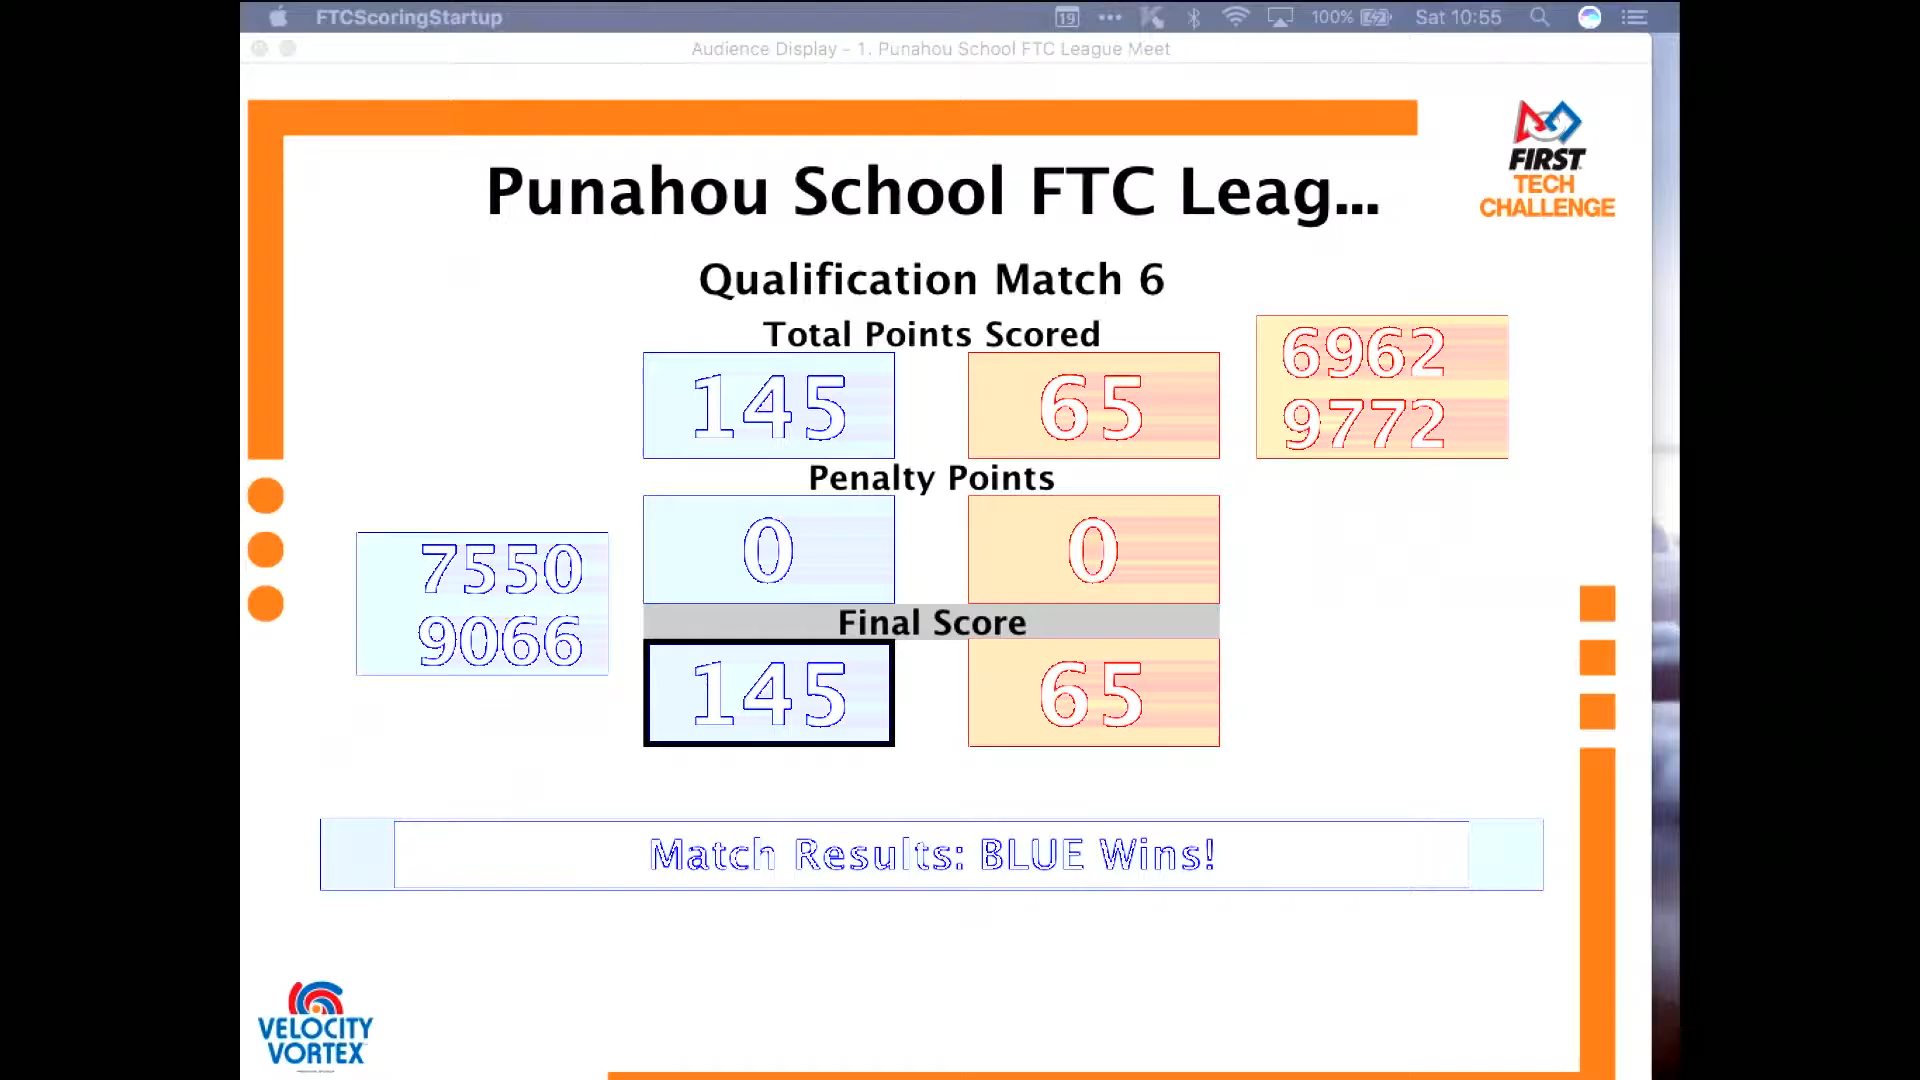 FTCScoringStartup 19 100% Sat 10:55
Audience Display – 1. Punahou School FTC League Meet
FIRST
TECH
CHALLENGE
Punahou School FTC Leag...
Qualification Match 6
Total Points Scored
145 65
6962
9772
Penalty Points
0 0
7550
9066
Final Score
145 65
Match Results: BLUE Wins!
VELOCITY
VORTEX